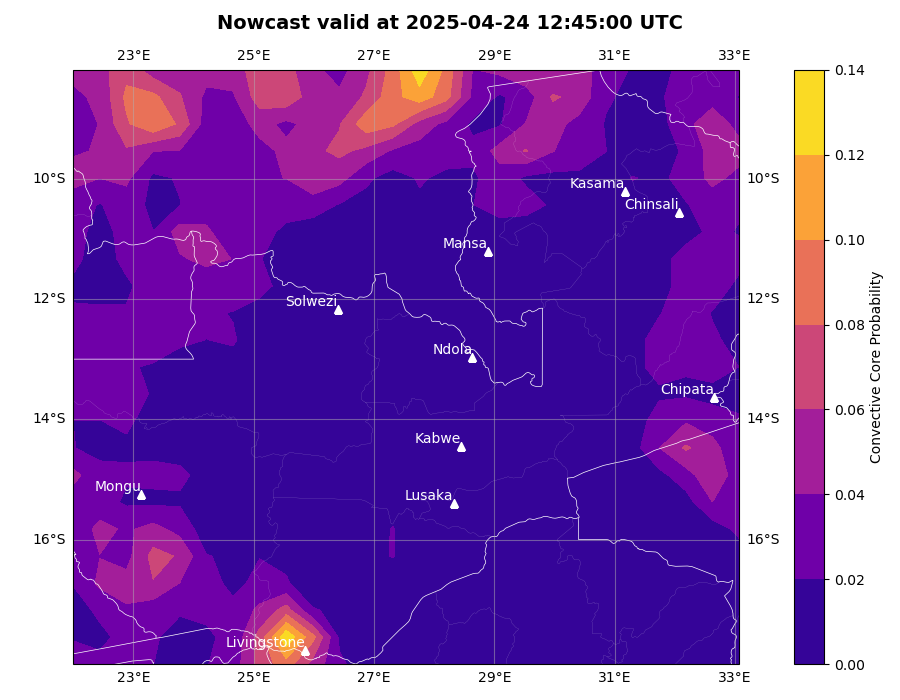 Nowcast valid at 2025-04-24 12:45:00 UTC
23°E 25°E 27°E 29°E 31°E 33°E
0.14
0.12
10°S 10°S
Kasama
Chinsali
0.10
Mansa
12°S 12°S
Solwezi
0.08
Ndola
Chipata
0.06
14°S 14°S
Kabwe
Mongu
Lusaka
0.04
16°S 16°S
0.02
Livingstone
0.00
23°E 25°E 27°E 29°E 31°E 33°E
Convective Core Probability